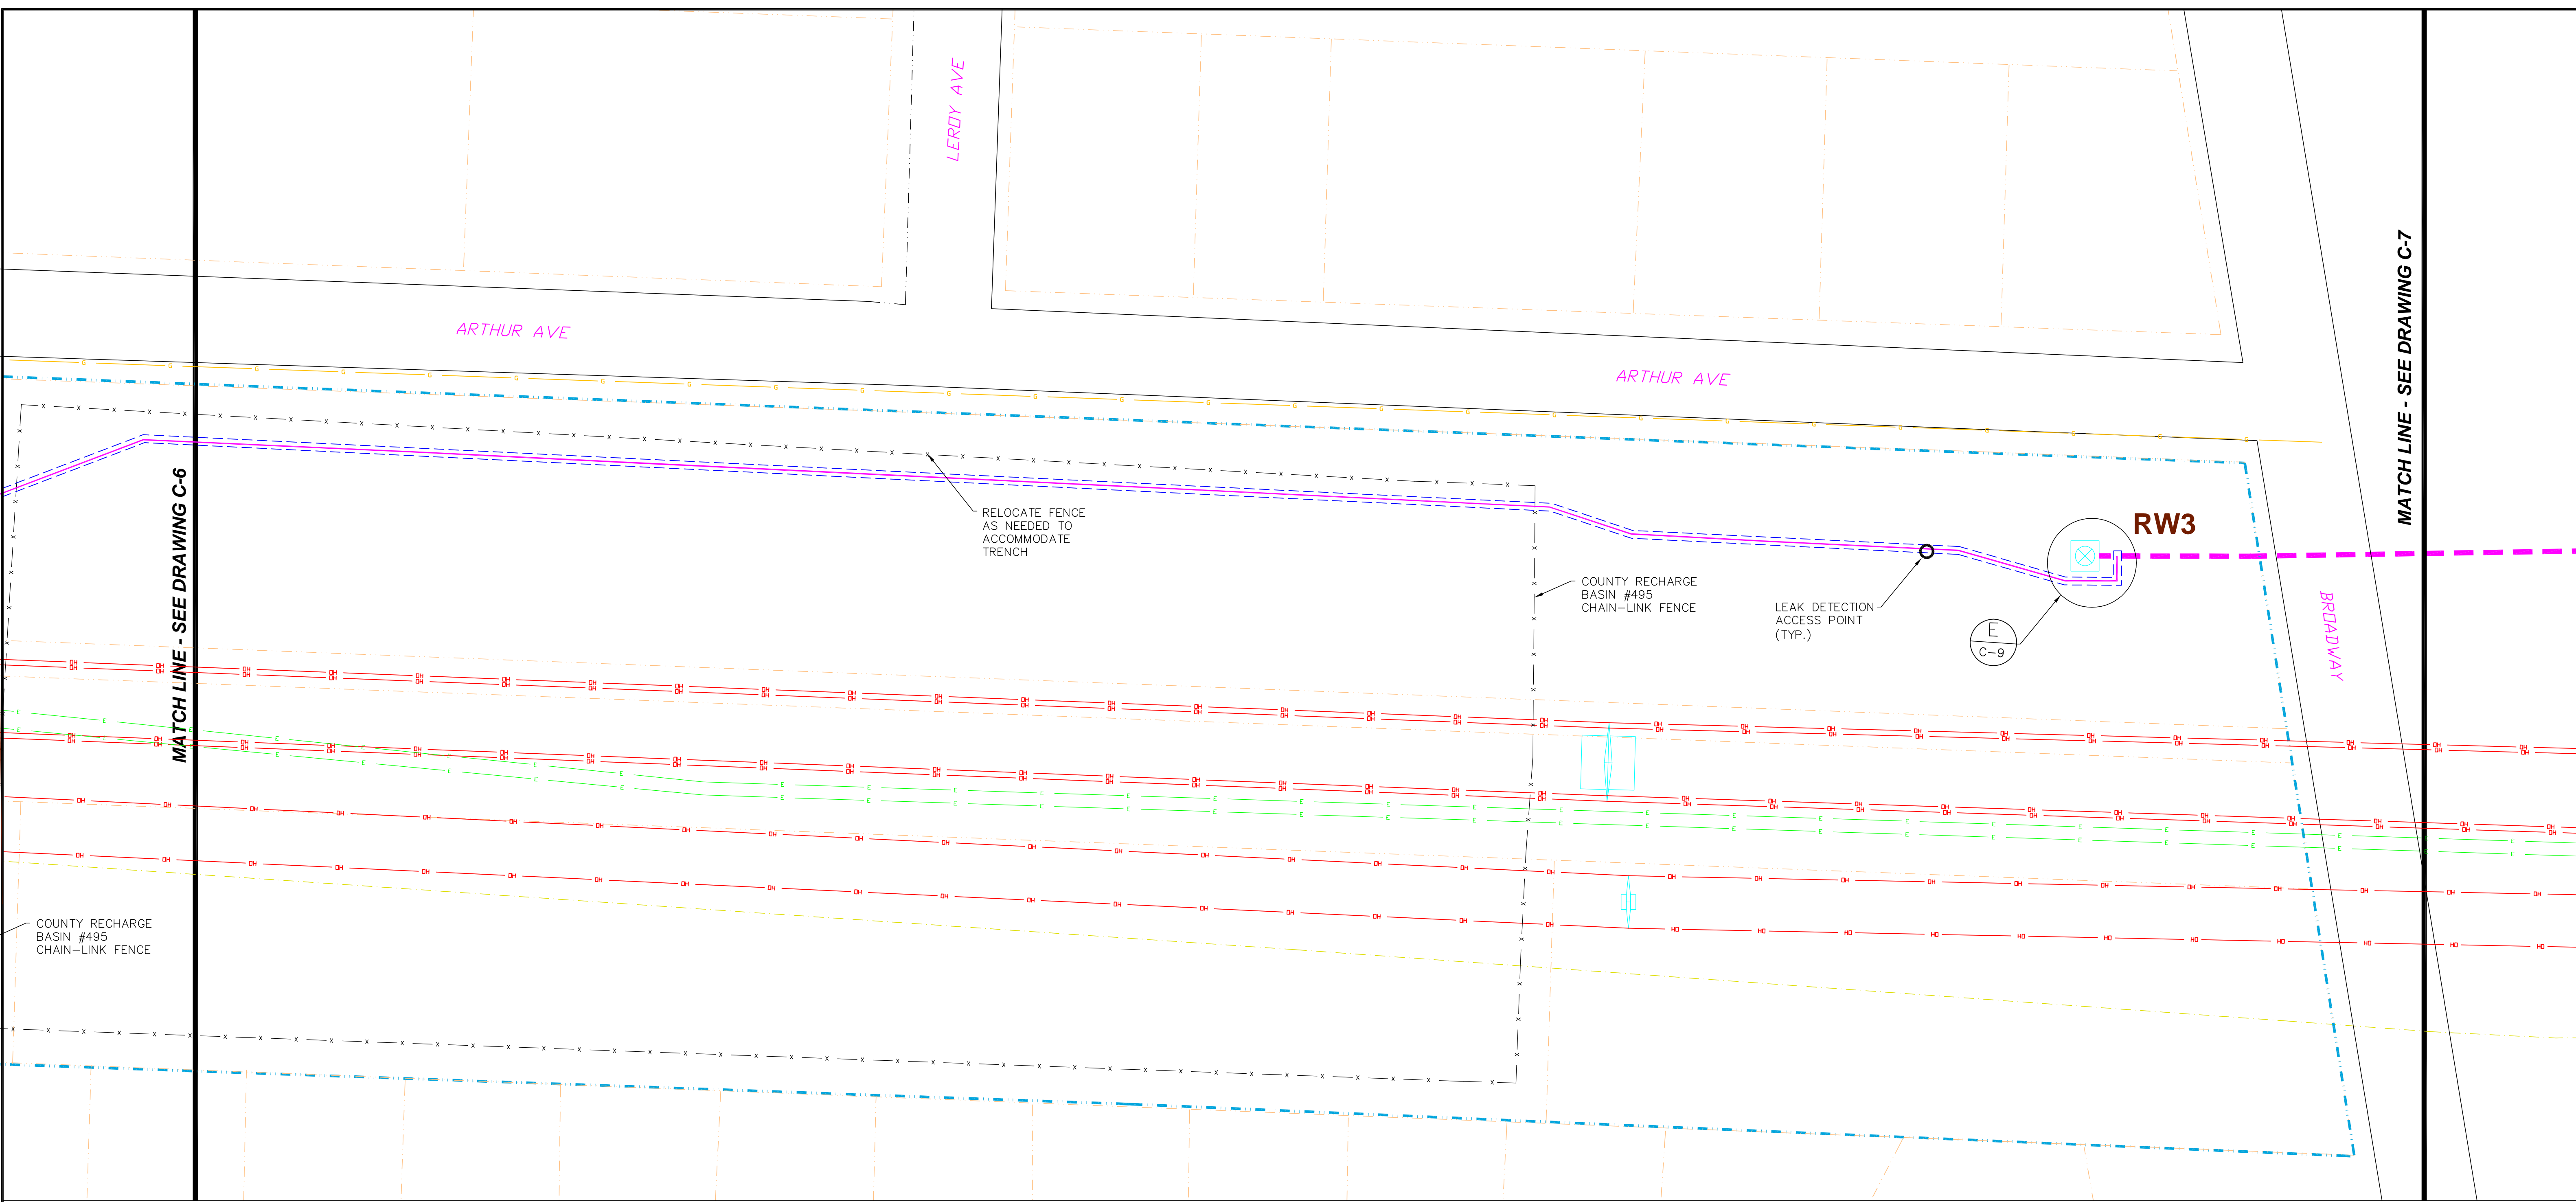 LEROY AVE
ARTHUR AVE
ARTHUR AVE
MATCH LINE - SEE DRAWING C-6
MATCH LINE - SEE DRAWING C-7
RW3
RELOCATE FENCE
AS NEEDED TO
ACCOMMODATE
TRENCH
COUNTY RECHARGE
BASIN #495
CHAIN-LINK FENCE
LEAK DETECTION
ACCESS POINT
(TYP.)
E
C-9
BROADWAY
COUNTY RECHARGE
BASIN #495
CHAIN-LINK FENCE